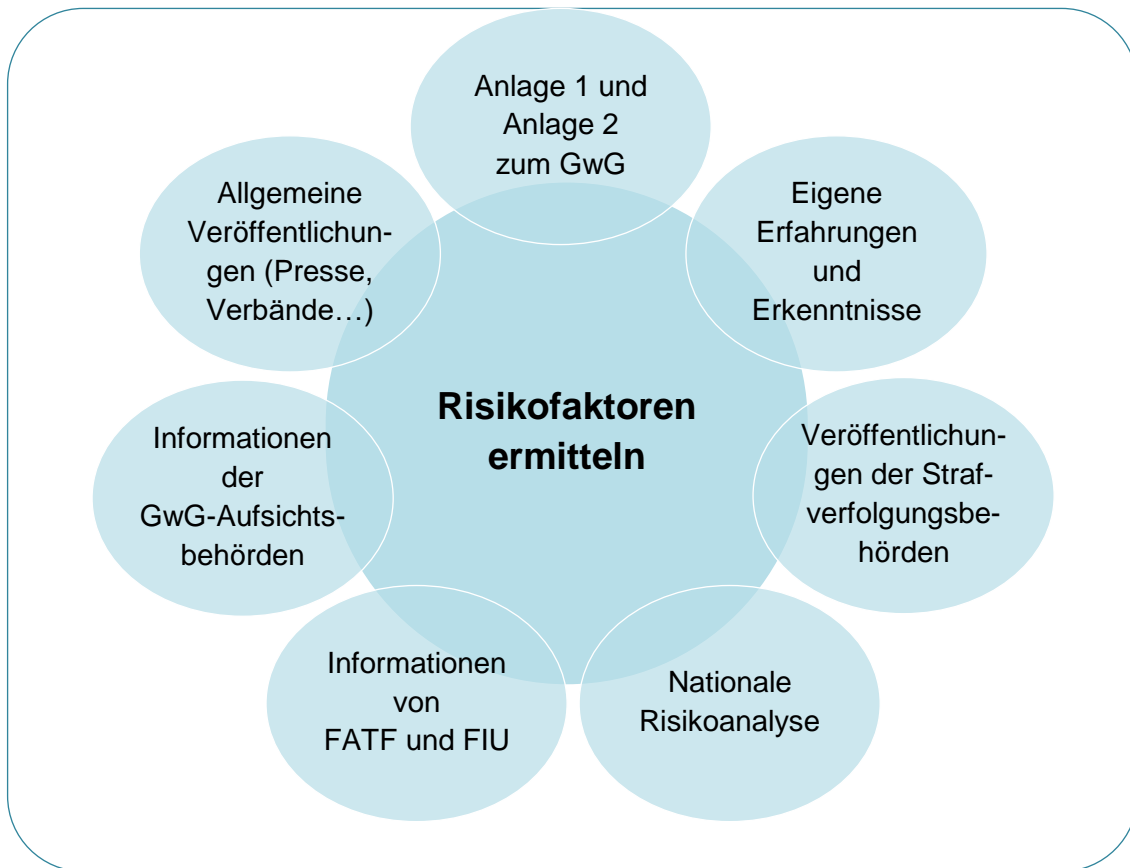 Anlage 1 und
Anlage 2
zum GwG
Eigene
Erfahrungen
und
Erkenntnisse
Veröffentlichun-
gen der Straf-
verfolgungsbe-
hörden
Nationale
Risikoanalyse
Informationen
von
FATF und FIU
Informationen
der
GwG-Aufsichts-
behörden
Allgemeine
Veröffentlichun-
gen (Presse,
Verbände…)
Risikofaktoren
ermitteln